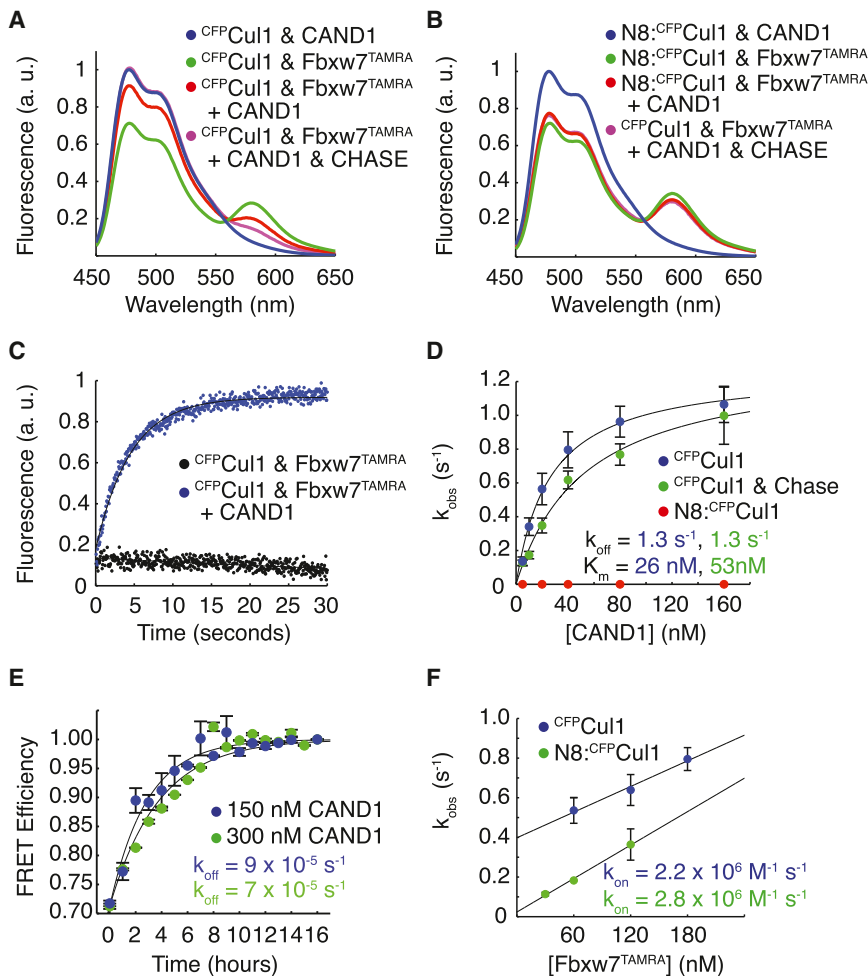 A
CFPCul1 & CAND1
CFPCul1 & Fbxw7TAMRA
CFPCul1 & Fbxw7TAMRA
+ CAND1
CFPCul1 & Fbxw7TAMRA
+ CAND1 & CHASE
Fluorescence (a. u.)
1
0.8
0.6
0.4
0.2
450 500 550 600 650
Wavelength (nm)
B
N8:CFPCul1 & CAND1
N8:CFPCul1 & Fbxw7TAMRA
N8:CFPCul1 & Fbxw7TAMRA
+ CAND1
CFPCul1 & Fbxw7TAMRA
+ CAND1 & CHASE
Fluorescence (a. u.)
1
0.8
0.6
0.4
0.2
450 500 550 600 650
Wavelength (nm)
C
Fluorescence (a. u.)
1
0.8
0.6
0.4
0.2
0
CFPCul1 & Fbxw7TAMRA
CFPCul1 & Fbxw7TAMRA
+ CAND1
0 5 10 15 20 25 30
Time (seconds)
D
kobs (s-1)
1.2
1.0
0.8
0.6
0.4
0.2
0
CFPCul1
CFPCul1 & Chase
N8:CFPCul1
koff = 1.3 s-1, 1.3 s-1
Km = 26 nM, 53nM
0 40 80 120 160 200
[CAND1] (nM)
E
FRET Efficiency
1.00
0.95
0.90
0.85
0.80
0.75
0.70
150 nM CAND1
300 nM CAND1
koff = 9 x 10-5 s-1
koff = 7 x 10-5 s-1
0 2 4 6 8 10 12 14 16
Time (hours)
F
kobs (s-1)
1.0
0.8
0.6
0.4
0.2
0
CFPCul1
N8:CFPCul1
kon = 2.2 x 106 M-1 s-1
kon = 2.8 x 106 M-1 s-1
60 120 180
[Fbxw7TAMRA] (nM)